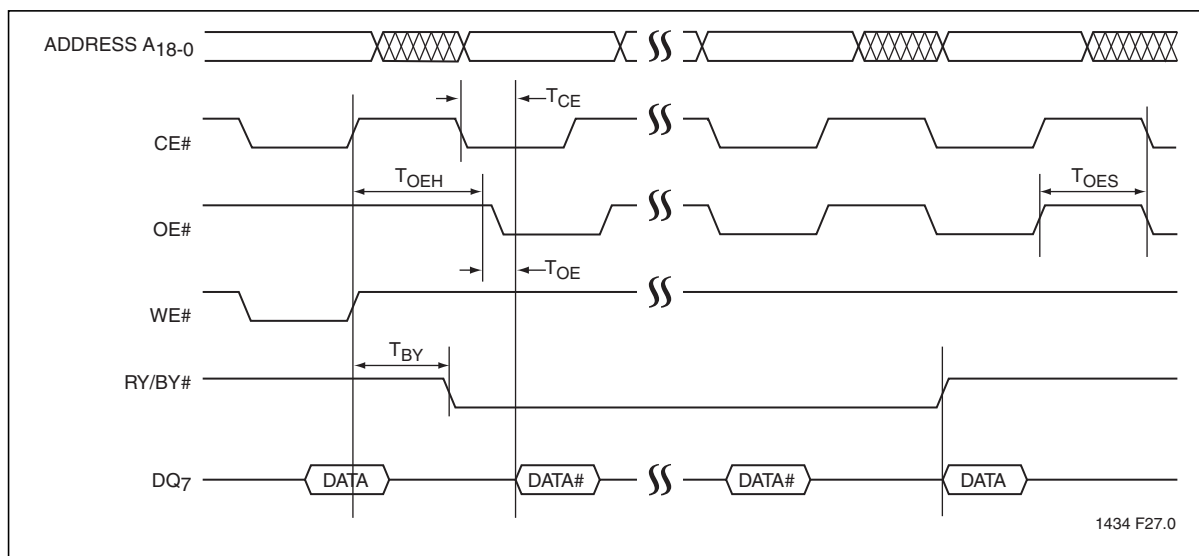 ADDRESS A18-0
TCE
CE#
TOEH
TOES
OE#
TOE
WE#
TBY
RY/BY#
DQ7
DATA
DATA#
DATA#
DATA
1434 F27.0